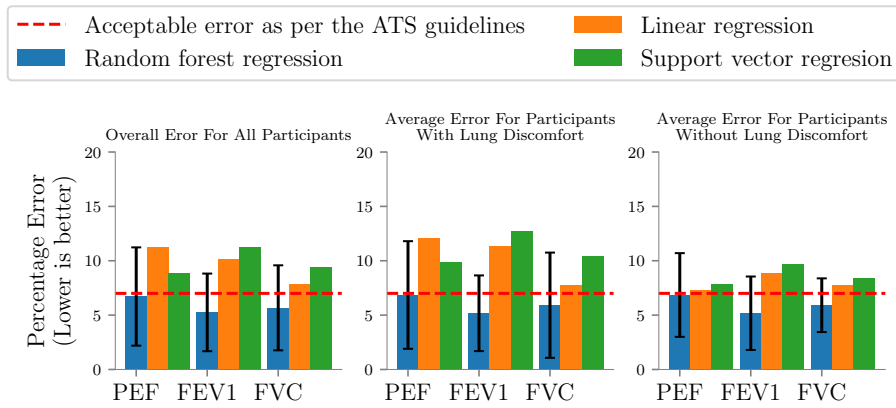 Acceptable error as per the ATS guidelines
Random forest regression
Linear regression
Support vector regresion
Overall Eror For All Participants
Average Error For Participants
With Lung Discomfort
Average Error For Participants
Without Lung Discomfort
Percentage Error
(Lower is better)
20
15
10
5
0
PEF FEV1 FVC
20
15
10
5
0
PEF FEV1 FVC
20
15
10
5
0
PEF FEV1 FVC